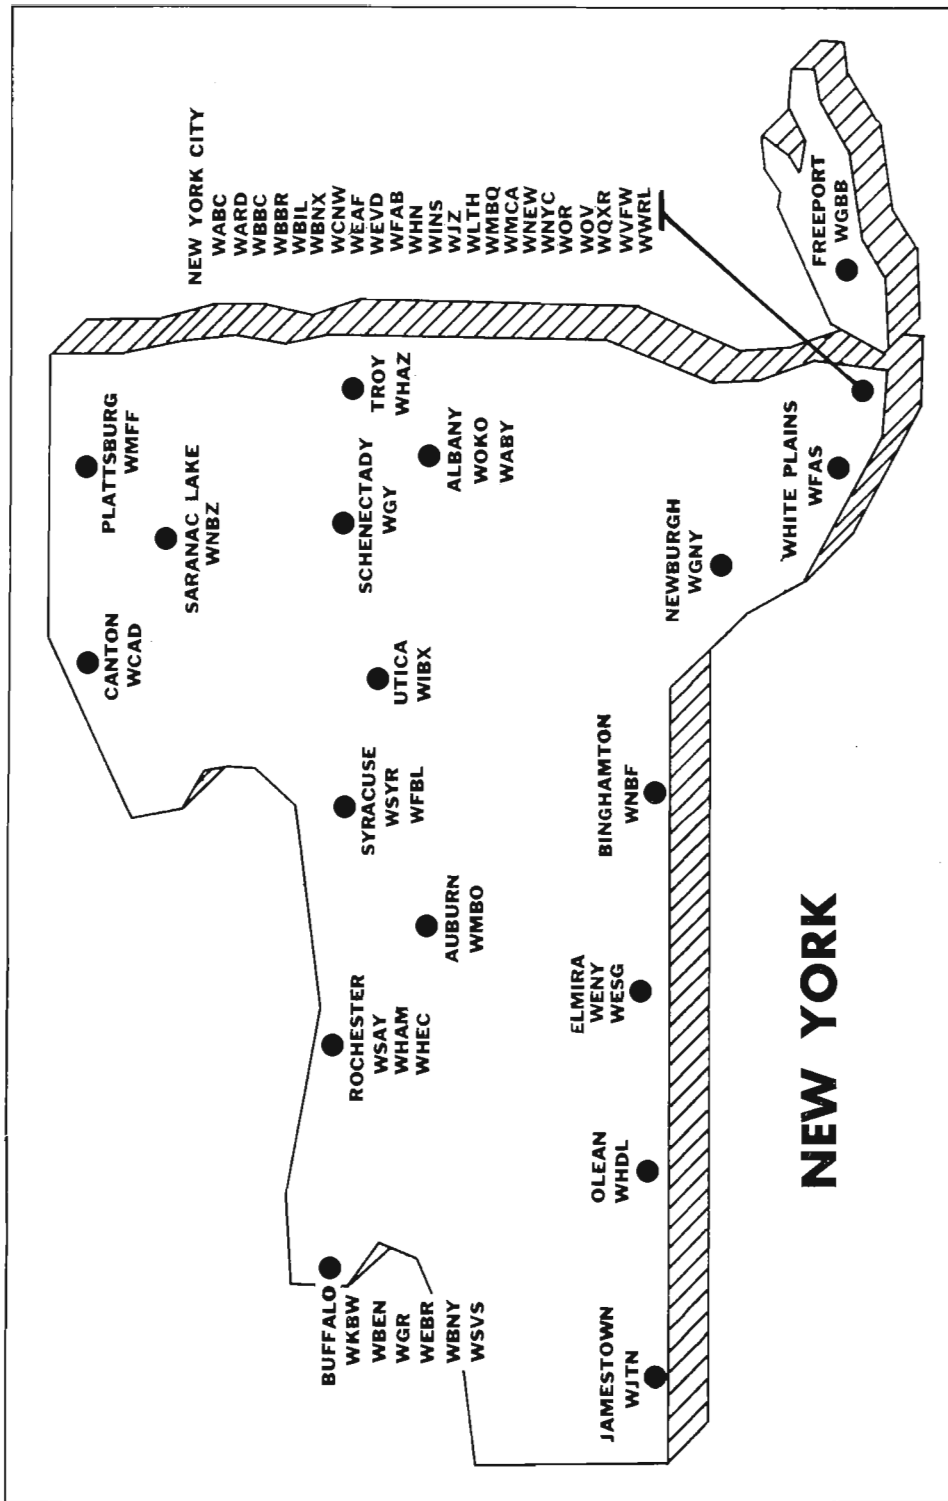 PLATTSBURG
WMFF
SARANAC LAKE
WNBZ
CANTON
WCAD
NEW YORK CITY
WABC
WARD
WBBC
WBBR
WBIL
WBNX
WCNW
WEAF
WEVD
WFAB
WHN
WINS
WJZ
WLTH
WMBQ
WMCA
WNEW
WNYC
WOR
WOV
WQXR
WVFW
WWRL
TROY
WHAZ
SCHENECTADY
WGY
ALBANY
WOKO
WABY
UTICA
WIBX
SYRACUSE
WSYR
WFBL
AUBURN
WMBO
ROCHESTER
WSAY
WHAM
WHEC
BUFFALO
WKBW
WBEN
WGR
WEBR
WBNY
WSVS
JAMESTOWN
WJTN
OLEAN
WHDL
ELMIRA
WENY
WESG
BINGHAMTON
WNBF
NEWBURGH
WGNY
WHITE PLAINS
WFAS
FREEPORT
WGBB
NEW YORK